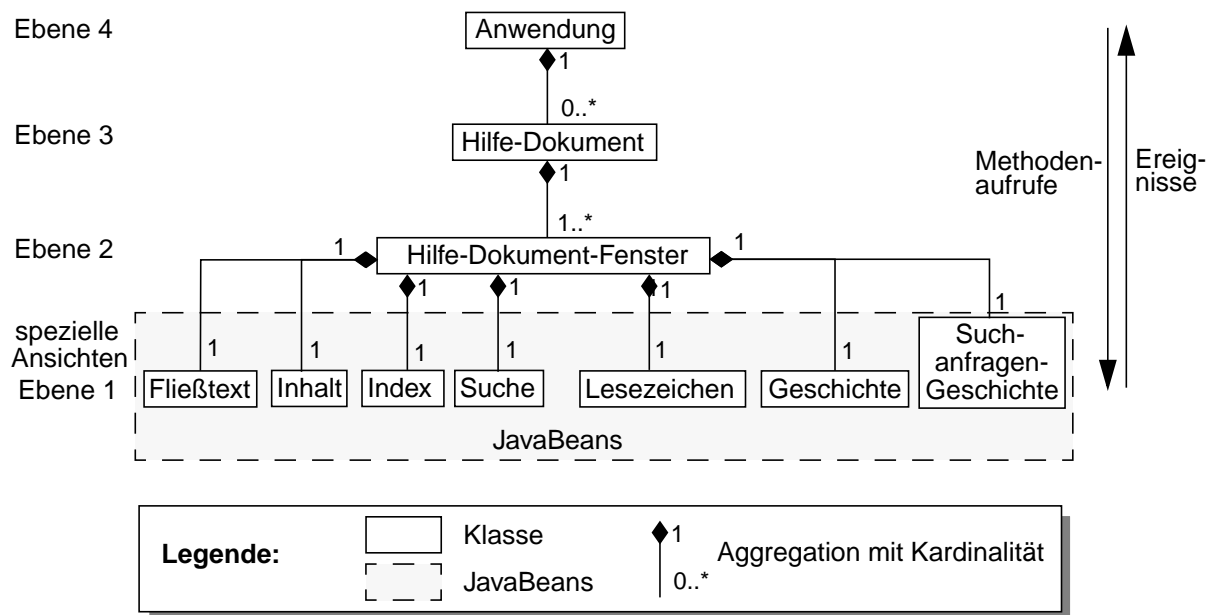 Ebene 4
Anwendung
1
0..*
Ebene 3
Hilfe-Dokument
1
Methoden-
aufrufe
Ereig-
nisse
1..*
Ebene 2
1
Hilfe-Dokument-Fenster
1
1
1
1
1
1
spezielle
Ansichten
Ebene 1
1
1
1
1
1
1
Fließtext
Inhalt
Index
Suche
Lesezeichen
Geschichte
Such-
anfragen-
Geschichte
JavaBeans
Legende:
Klasse
JavaBeans
1
0..*
Aggregation mit Kardinalität